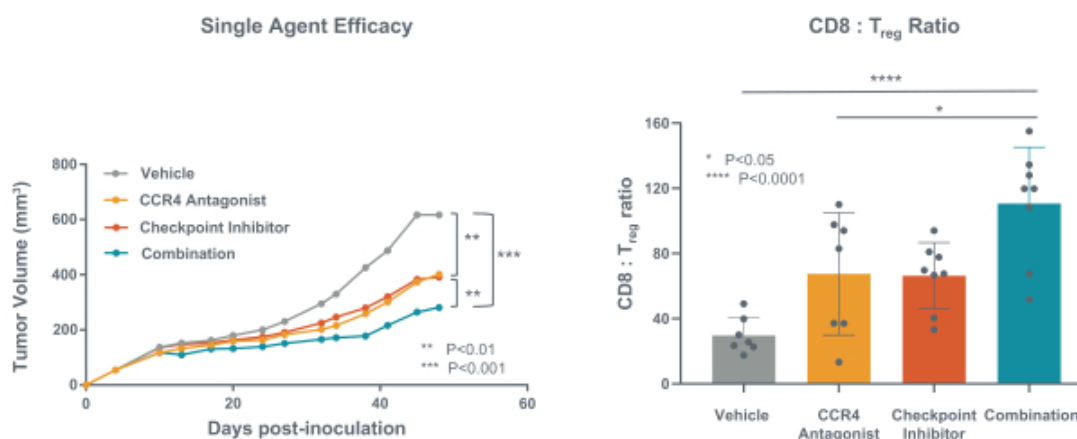 Single Agent Efficacy
800
600
400
200
0
Tumor Volume (mm³)
Vehicle
CCR4 Antagonist
Checkpoint Inhibitor
Combination
**
***
**
** P<0.01
*** P<0.001
0 20 40 60
Days post-inoculation
CD8 : Treg Ratio
****
*
160
120
80
40
0
CD8 : Treg ratio
* P<0.05
**** P<0.0001
Vehicle
CCR4
Antagonist
Checkpoint
Inhibitor
Combination